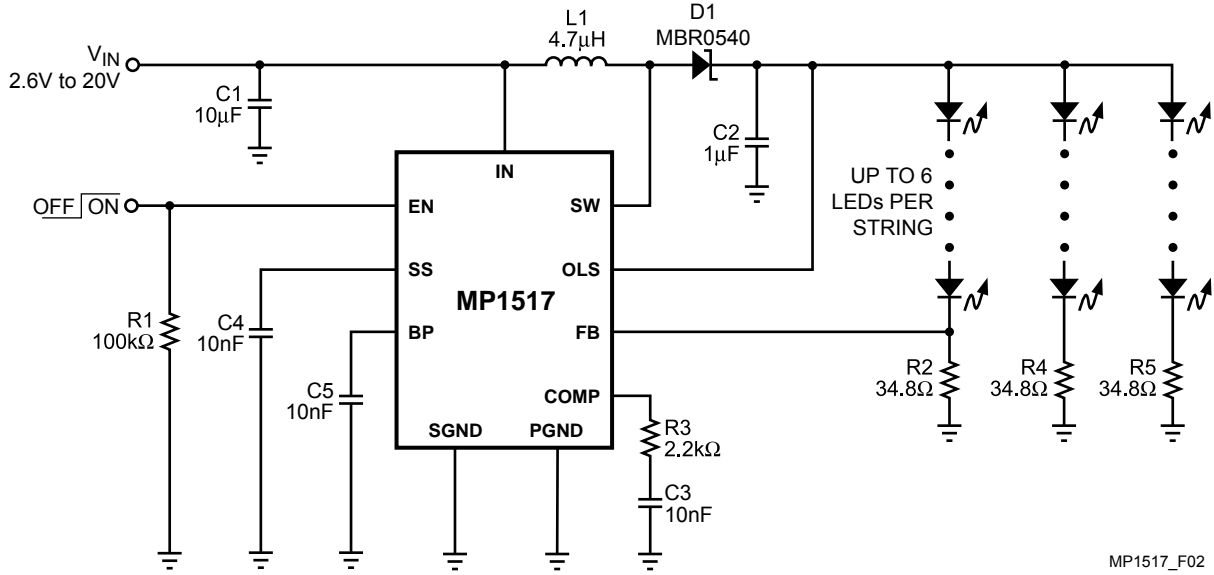 L1
4.7µH
D1
MBR0540
VIN
2.6V to 20V
C1
10µF
C2
1µF
UP TO 6
LEDs PER
STRING
OFF ON
IN
EN
SW
SS
OLS
MP1517
BP
FB
COMP
SGND
PGND
R1
100kΩ
C4
10nF
C5
10nF
R3
2.2kΩ
C3
10nF
R2
34.8Ω
R4
34.8Ω
R5
34.8Ω
MP1517_F02